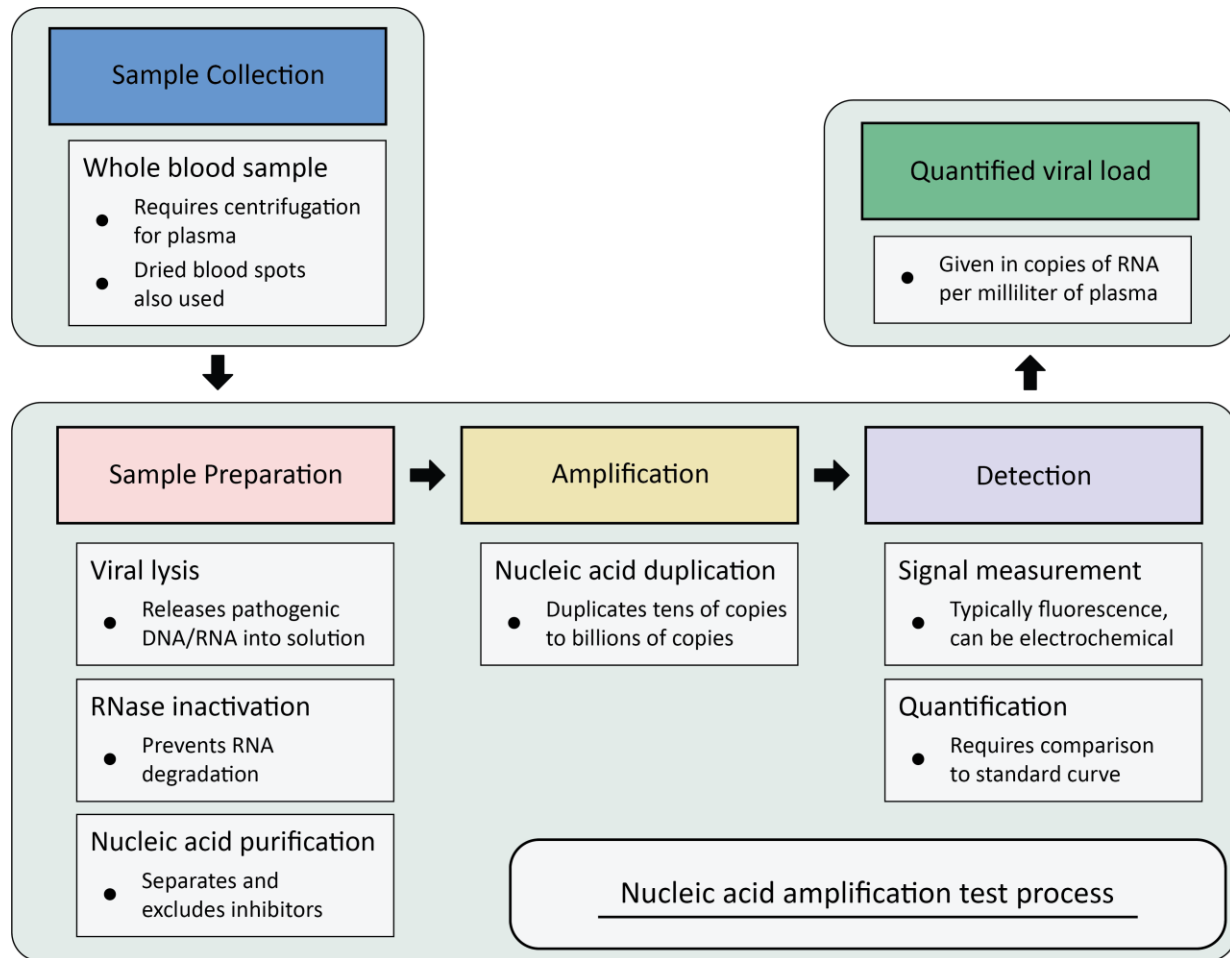 Sample Collection
Whole blood sample
● Requires centrifugation
for plasma
● Dried blood spots
also used
Quantified viral load
● Given in copies of RNA
per milliliter of plasma
Sample Preparation
Viral lysis
● Releases pathogenic
DNA/RNA into solution
RNase inactivation
● Prevents RNA
degradation
Nucleic acid purification
● Separates and
excludes inhibitors
Amplification
Nucleic acid duplication
● Duplicates tens of copies
to billions of copies
Detection
Signal measurement
● Typically fluorescence,
can be electrochemical
Quantification
● Requires comparison
to standard curve
Nucleic acid amplification test process